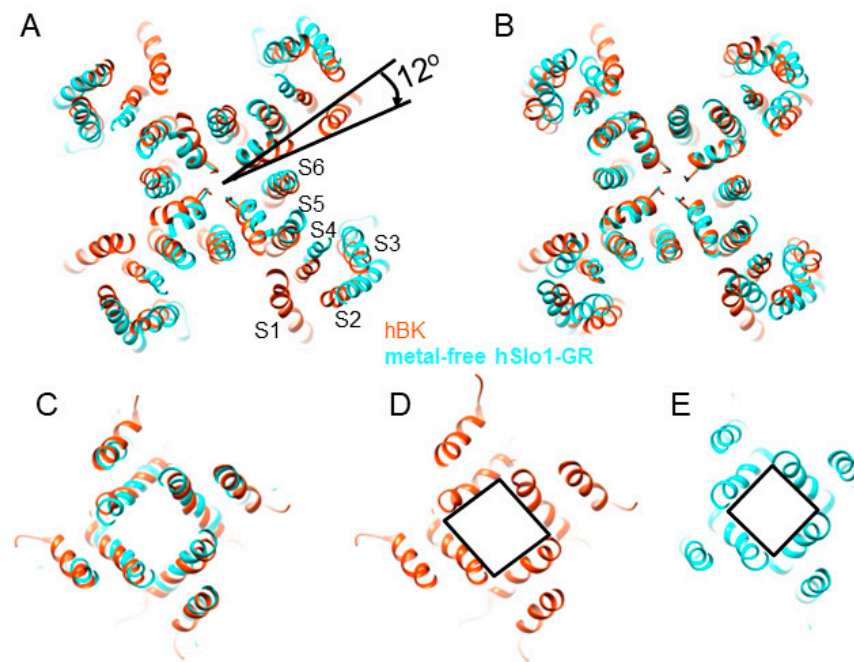 A
B
12°
S6
S5
S4
S3
S1
S2
hBK
metal-free hSlo1-GR
C
D
E